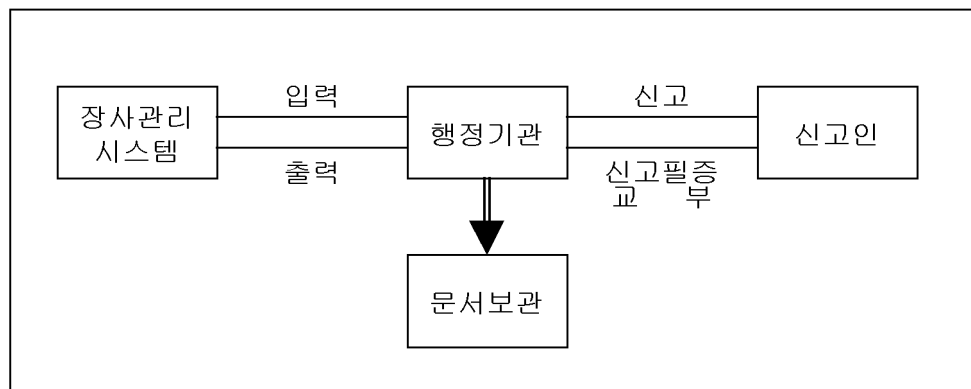 입력
신고
장사관리
시스템
행정기관
신고인
출력
신고필증
교 부
문서보관